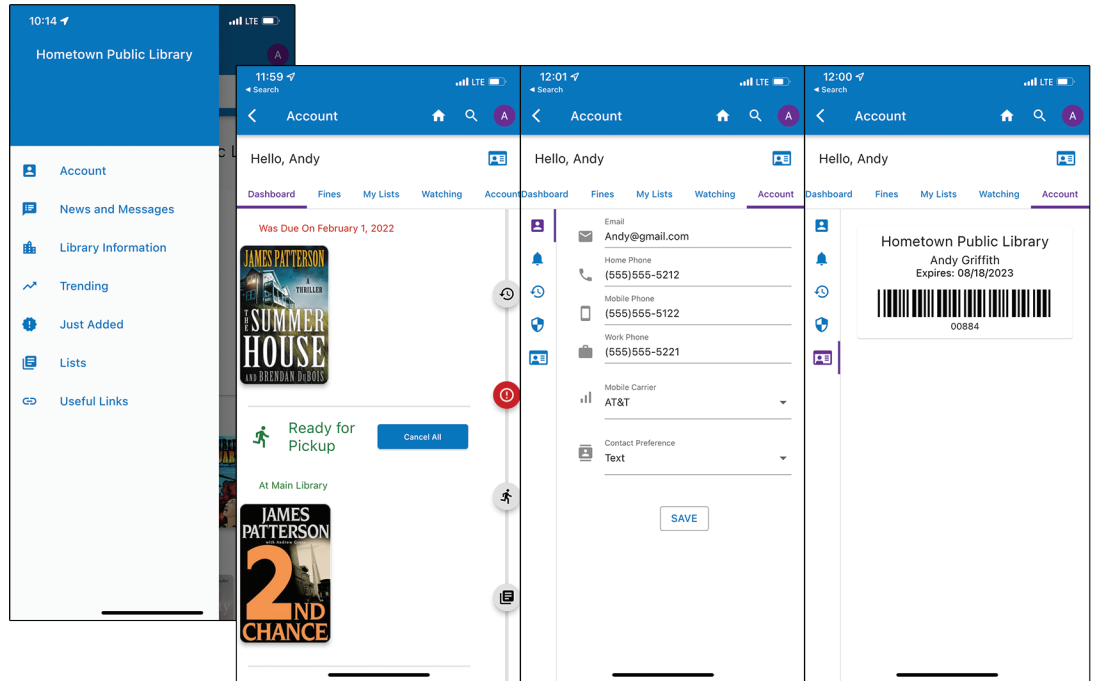 10:14
LTE
Hometown Public Library
A
Account
News and Messages
Library Information
Trending
Just Added
Lists
Useful Links
11:59
LTE
Search
Account
A
Hello, Andy
Dashboard Fines My Lists Watching Account
Was Due On February 1, 2022
JAMES PATTERSON
A
THRILLER
THE
SUMMER
HOUSE
AND BRENDAN DUBOIS
Ready for
Pickup
Cancel All
At Main Library
JAMES
PATTERSON
2
ND
CHANCE
12:01
LTE
Search
Account
A
Hello, Andy
Dashboard Fines My Lists Watching Account
Email
Andy@gmail.com
Home Phone
(555)555-5212
Mobile Phone
(555)555-5122
Work Phone
(555)555-5221
Mobile Carrier
AT&T
Contact Preference
Text
SAVE
12:00
LTE
Search
Account
A
Hello, Andy
Dashboard Fines My Lists Watching Account
Hometown Public Library
Andy Griffith
Expires: 08/18/2023
00884